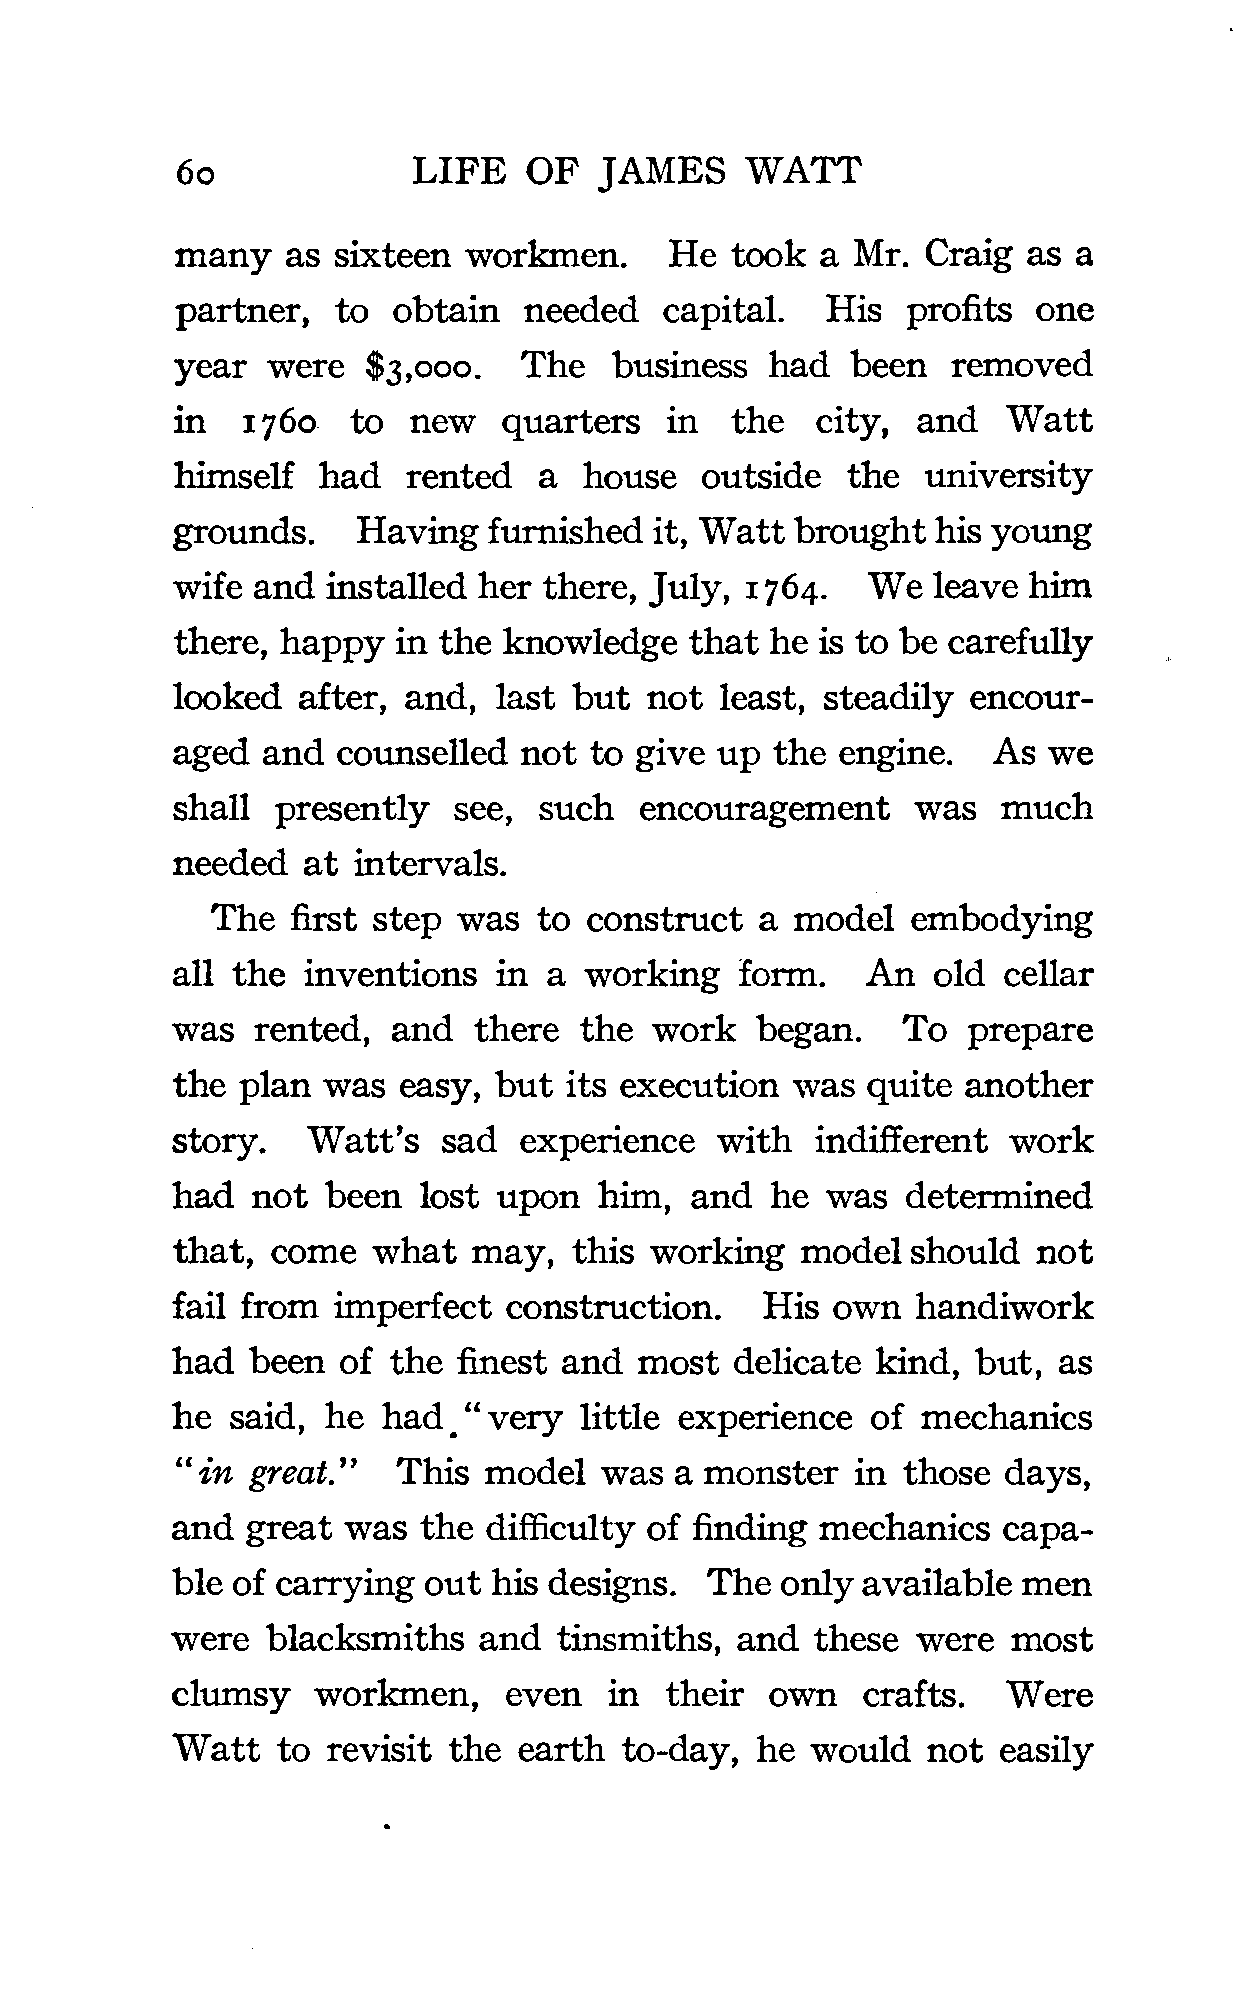 60 LIFE OF JAMES WATT
many as sixteen workmen. He took a Mr. Craig as a
partner, to obtain needed capital. His profits one
year were $3,000. The business had been removed
in 1760 to new quarters in the city, and Watt
himself had rented a house outside the university
grounds. Having furnished it, Watt brought his young
wife and installed her there, July, 1764. We leave him
there, happy in the knowledge that he is to be carefully
looked after, and, last but not least, steadily encour-
aged and counselled not to give up the engine. As we
shall presently see, such encouragement was much
needed at intervals.
The first step was to construct a model embodying
all the inventions in a working form. An old cellar
was rented, and there the work began. To prepare
the plan was easy, but its execution was quite another
story. Watt's sad experience with indifferent work
had not been lost upon him, and he was determined
that, come what may, this working model should not
fail from imperfect construction. His own handiwork
had been of the finest and most delicate kind, but, as
he said, he had "very little experience of mechanics
"in great." This model was a monster in those days,
and great was the difficulty of finding mechanics capa-
ble of carrying out his designs. The only available men
were blacksmiths and tinsmiths, and these were most
clumsy workmen, even in their own crafts. Were
Watt to revisit the earth to-day, he would not easily